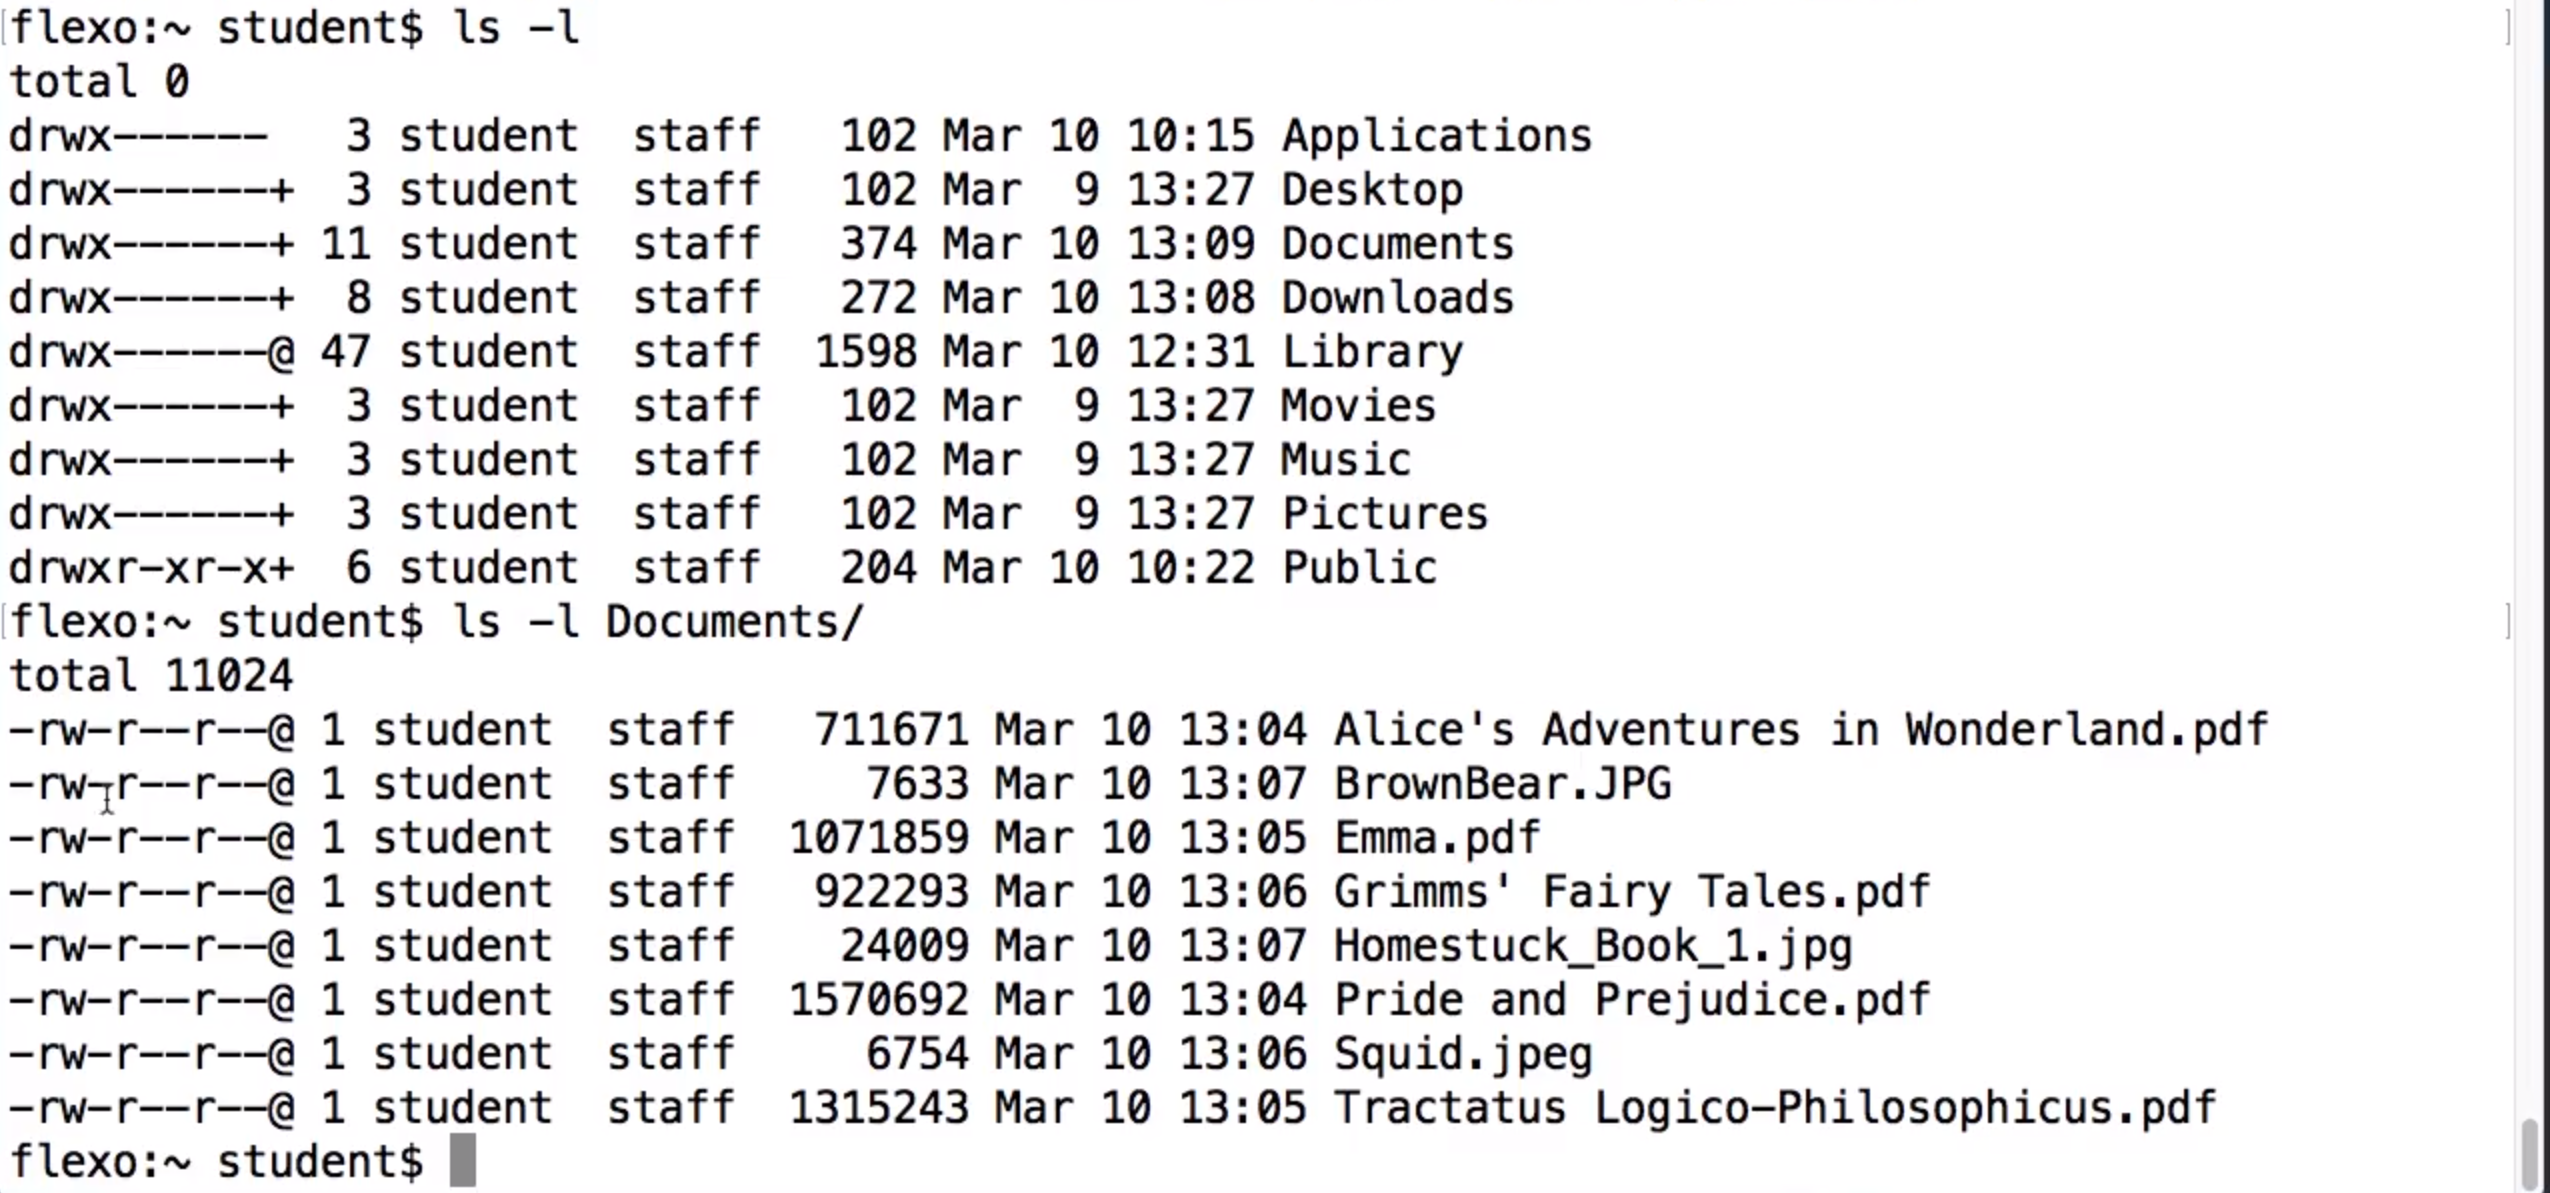 [flexo:~ student$ ls -l ]
total 0
drwx------   3 student  staff   102 Mar 10 10:15 Applications
drwx------+  3 student  staff   102 Mar  9 13:27 Desktop
drwx------+ 11 student  staff   374 Mar 10 13:09 Documents
drwx------+  8 student  staff   272 Mar 10 13:08 Downloads
drwx------@ 47 student  staff  1598 Mar 10 12:31 Library
drwx------+  3 student  staff   102 Mar  9 13:27 Movies
drwx------+  3 student  staff   102 Mar  9 13:27 Music
drwx------+  3 student  staff   102 Mar  9 13:27 Pictures
drwxr-xr-x+  6 student  staff   204 Mar 10 10:22 Public
[flexo:~ student$ ls -l Documents/ ]
total 11024
-rw-r--r--@ 1 student  staff   711671 Mar 10 13:04 Alice's Adventures in Wonderland.pdf
-rw-r--r--@ 1 student  staff     7633 Mar 10 13:07 BrownBear.JPG
-rw-r--r--@ 1 student  staff  1071859 Mar 10 13:05 Emma.pdf
-rw-r--r--@ 1 student  staff   922293 Mar 10 13:06 Grimms' Fairy Tales.pdf
-rw-r--r--@ 1 student  staff    24009 Mar 10 13:07 Homestuck_Book_1.jpg
-rw-r--r--@ 1 student  staff  1570692 Mar 10 13:04 Pride and Prejudice.pdf
-rw-r--r--@ 1 student  staff     6754 Mar 10 13:06 Squid.jpeg
-rw-r--r--@ 1 student  staff  1315243 Mar 10 13:05 Tractatus Logico-Philosophicus.pdf
flexo:~ student$